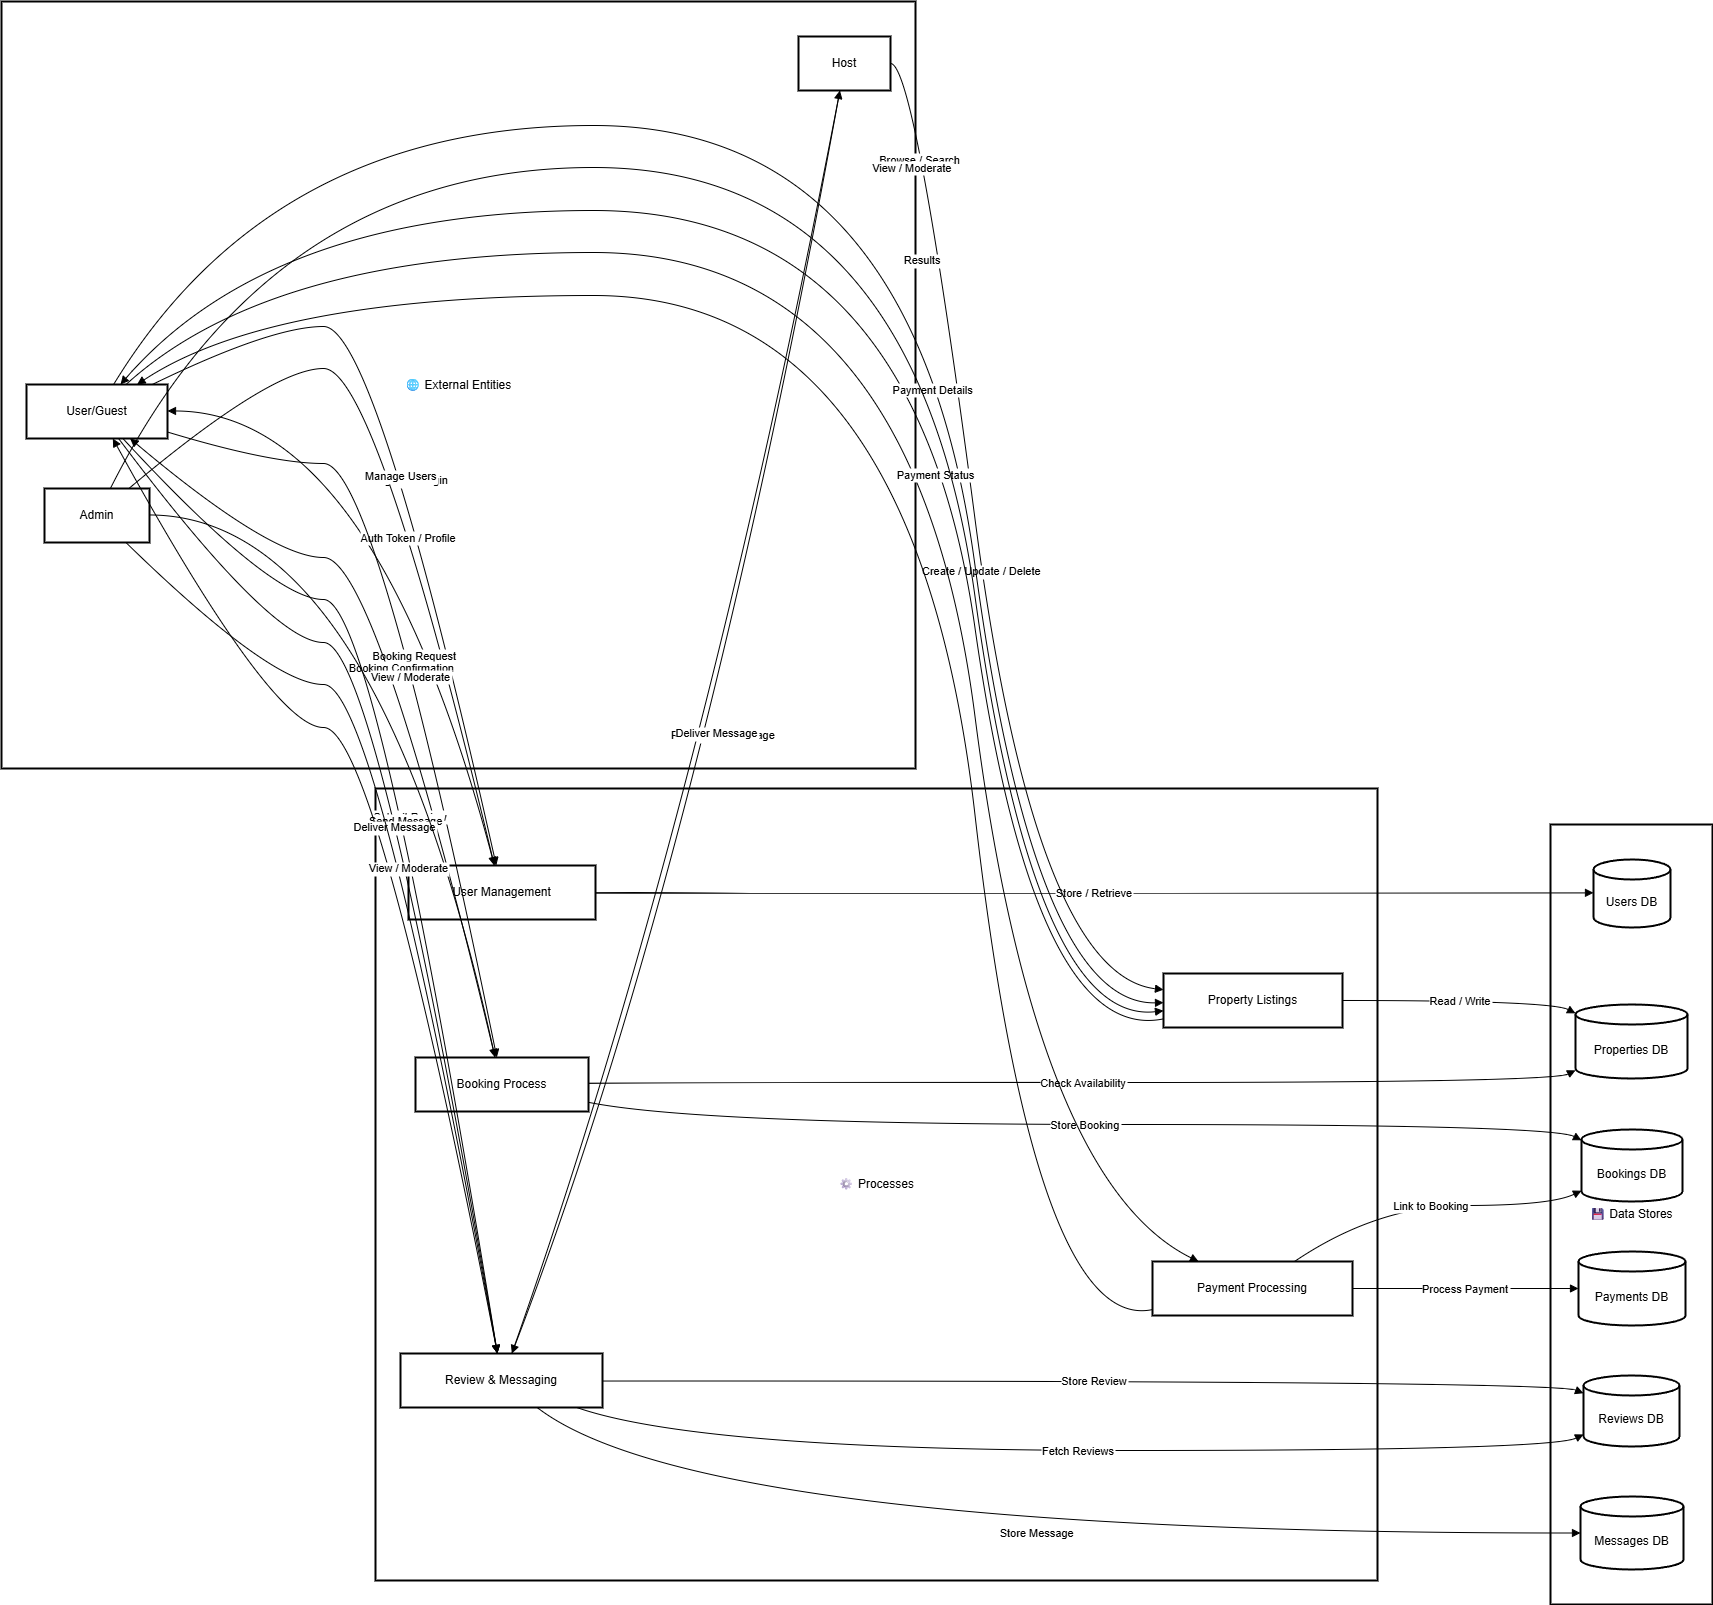 Host
Browse / Search
View / Moderate
Results
🌐 External Entities
User/Guest
Payment Details
Manage Users
Payment Status
Admin
Auth Token / Profile
Create / Update / Delete
Booking Request
Booking Confirmation
View / Moderate
Deliver Message
Send Message
Deliver Message
View / Moderate
User Management
Store / Retrieve
Users DB
Property Listings
Read / Write
Properties DB
Booking Process
Check Availability
Store Booking
Bookings DB
⚙️ Processes
Link to Booking
💾 Data Stores
Payment Processing
Process Payment
Payments DB
Review & Messaging
Store Review
Reviews DB
Fetch Reviews
Store Message
Messages DB